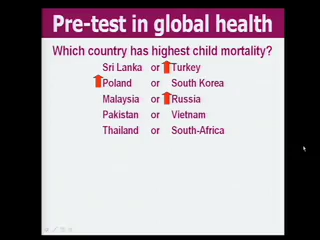 Pre-test in global health
Which country has highest child mortality?
Sri Lanka or Turkey
Poland or South Korea
Malaysia or Russia
Pakistan or Vietnam
Thailand or South-Africa